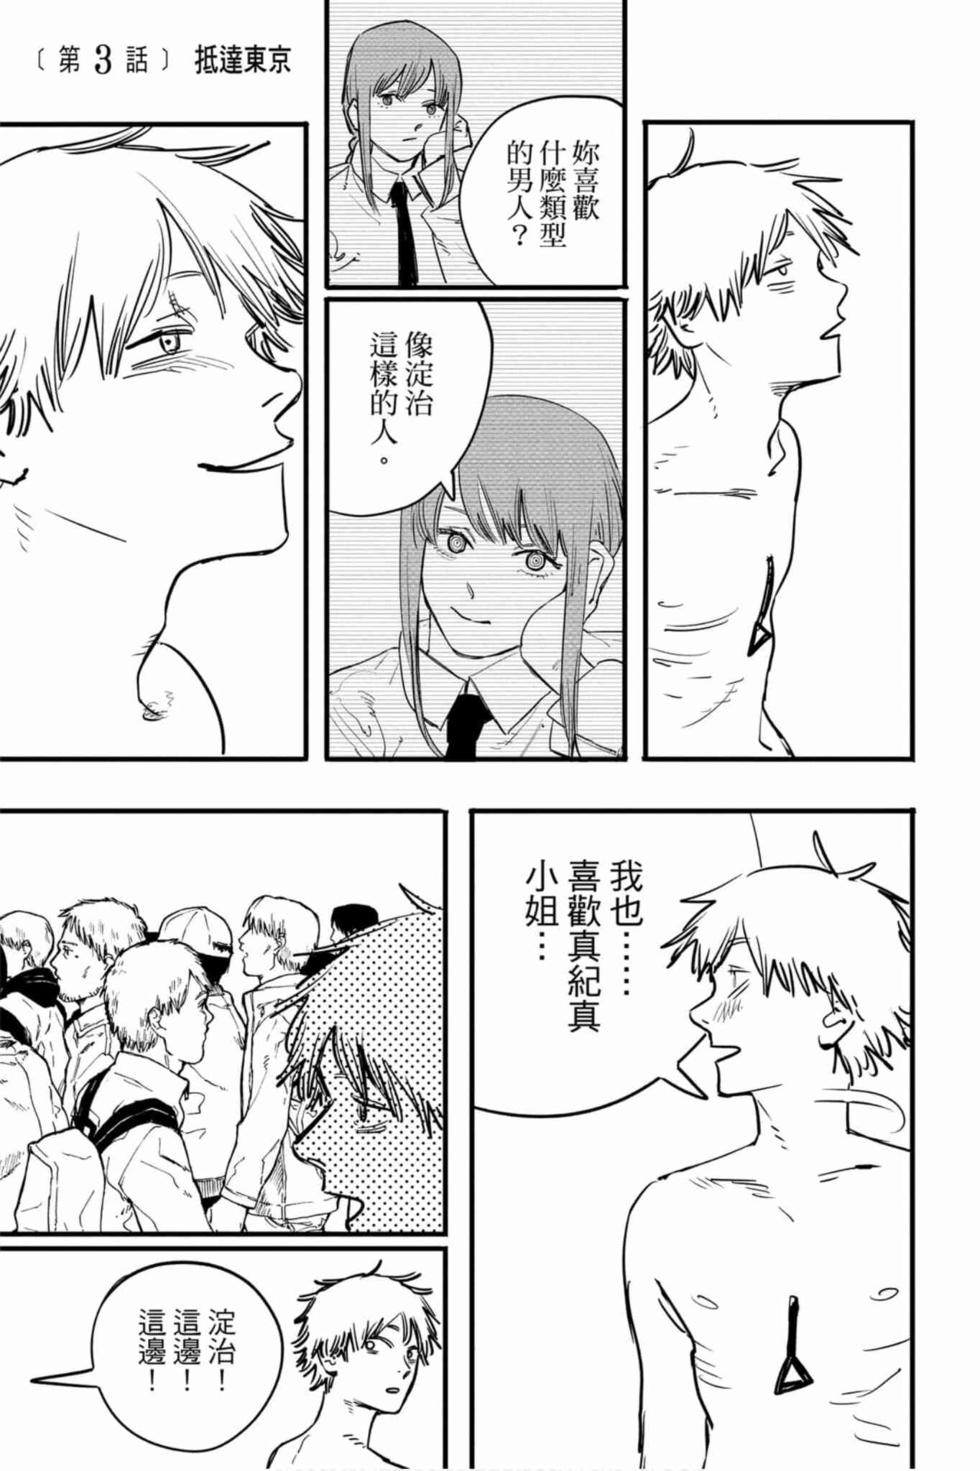 〔第3話〕 抵達東京
妳喜歡
什麼類型
的男人？
像淀治
這樣的人。
我也……
喜歡真紀真
小姐…
淀治！
這邊！
這邊！